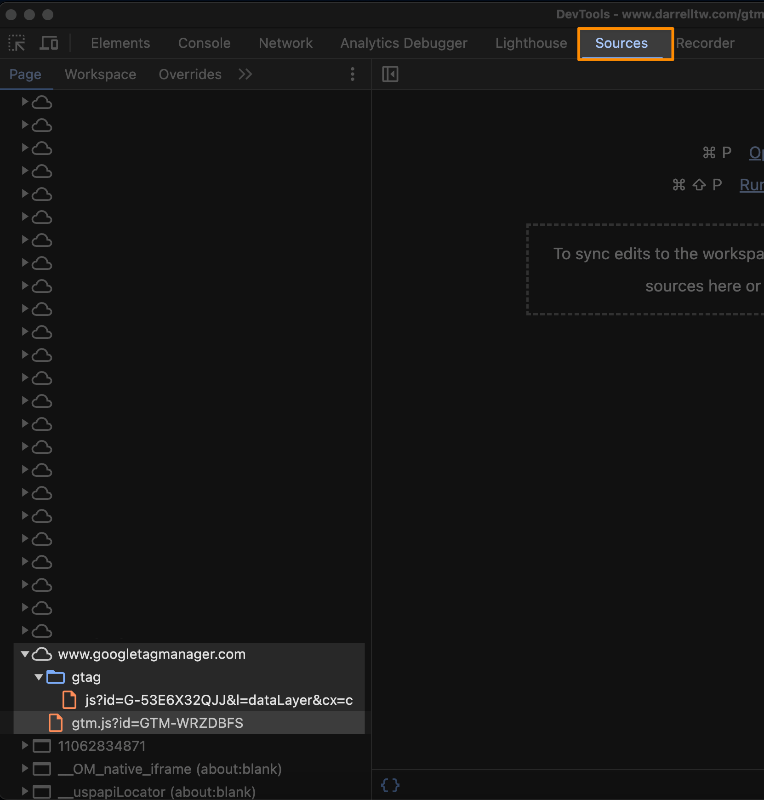 DevTools - www.darrelltw.com/gtm
Elements Console Network Analytics Debugger Lighthouse Sources Recorder
Page Workspace Overrides
⌘ P Op
⌘ ⇧ P Run
To sync edits to the workspa
sources here or
www.googletagmanager.com
gtag
js?id=G-53E6X32QJJ&l=dataLayer&cx=c
gtm.js?id=GTM-WRZDBFS
11062834871
__OM_native_iframe (about:blank)
__uspapiLocator (about:blank)
{}